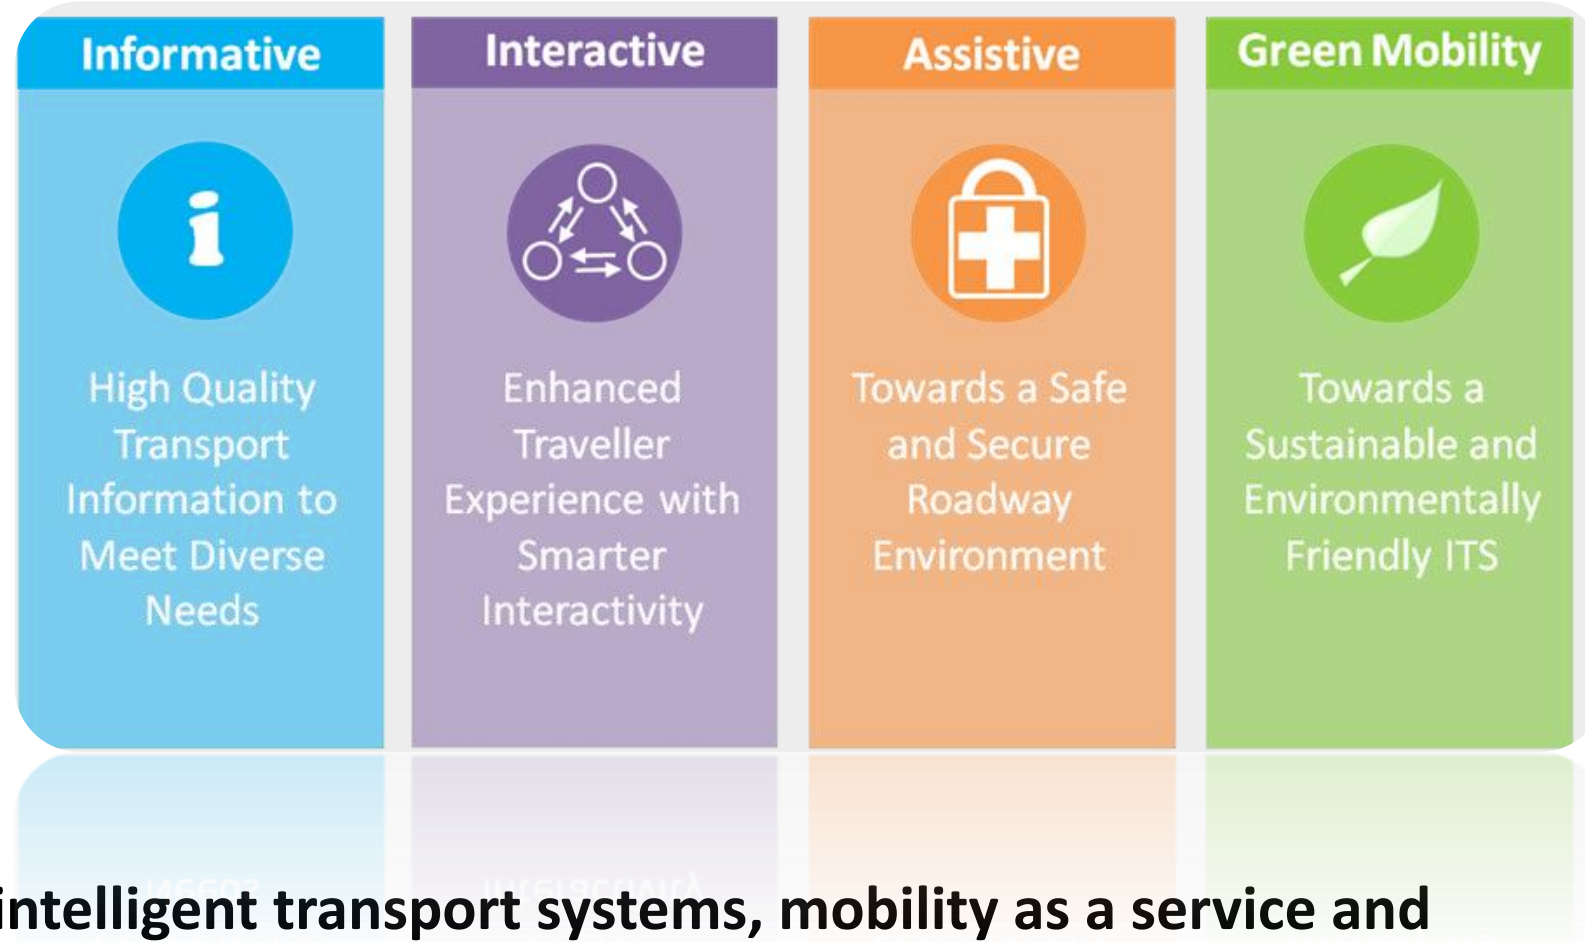 Informative
i
High Quality
Transport
Information to
Meet Diverse
Needs
Interactive
Enhanced
Traveller
Experience with
Smarter
Interactivity
Assistive
Towards a Safe
and Secure
Roadway
Environment
Green Mobility
Towards a
Sustainable and
Environmentally
Friendly ITS
intelligent transport systems, mobility as a service and